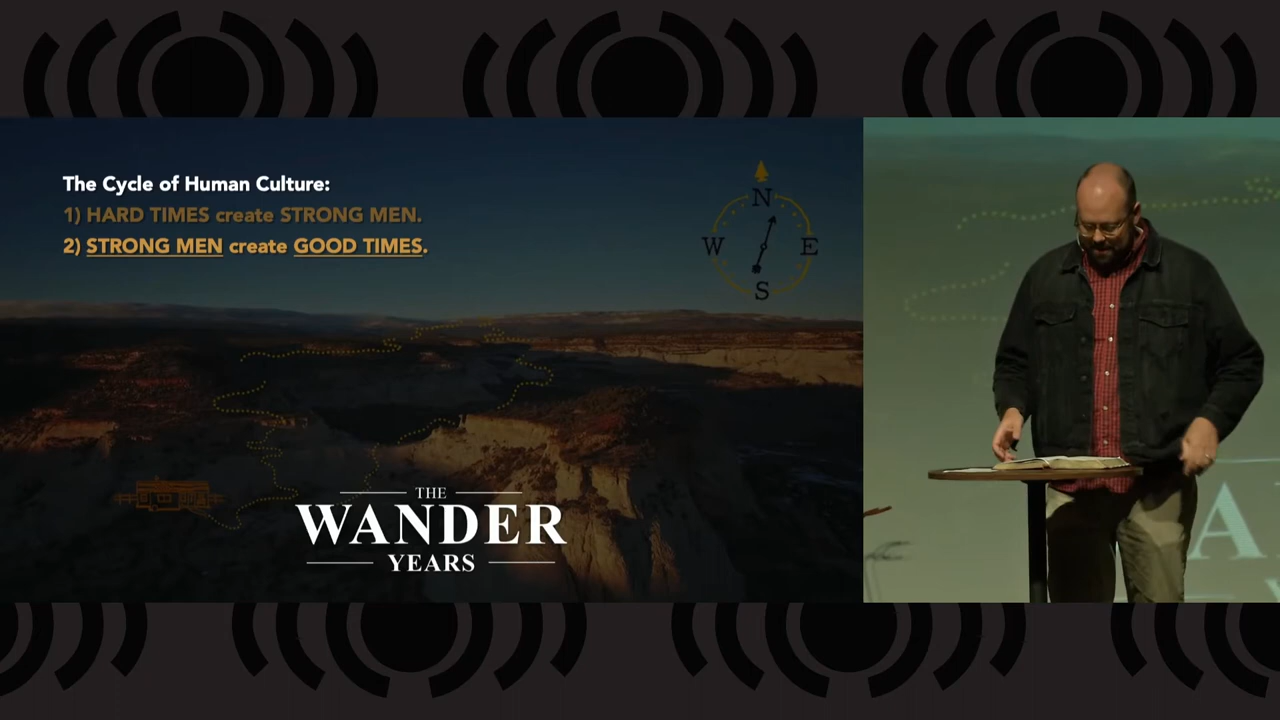 The Cycle of Human Culture:
1) HARD TIMES create STRONG MEN.
2) STRONG MEN create GOOD TIMES.
N
W E
S
THE
WANDER
YEARS
A